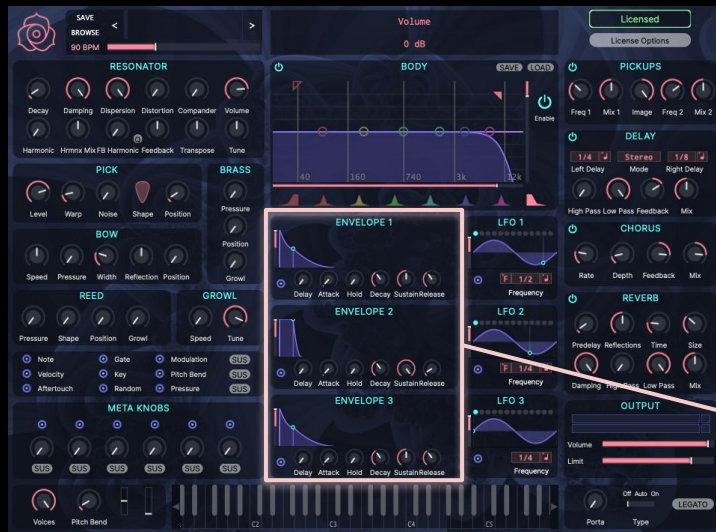 SAVE
BROWSE
< >
90 BPM
Volume
0 dB
Licensed
License Options
RESONATOR
Decay Damping Dispersion Distortion Compander Volume
Harmonic Hrmnx Mix FB Harmonic Feedback Transpose Tune
BODY
SAVE LOAD
Enable
40 160 740 3k 12k
PICKUPS
Freq 1 Mix 1 Image Freq 2 Mix 2
PICK
Level Warp Noise Shape Position
BRASS
Pressure
Position
Growl
DELAY
1/4 Stereo 1/8
Left Delay Mode Right Delay
High Pass Low Pass Feedback Mix
BOW
Speed Pressure Width Reflection Position
ENVELOPE 1
Delay Attack Hold Decay Sustain Release
LFO 1
F 1/2
Frequency
CHORUS
Rate Depth Feedback Mix
REED
Pressure Shape Position Growl
GROWL
Speed Tune
ENVELOPE 2
Delay Attack Hold Decay Sustain Release
LFO 2
F 1/4
Frequency
REVERB
Predelay Reflections Time Size
Damping High Pass Low Pass Mix
Note Gate Modulation SUS
Velocity Key Pitch Bend SUS
Aftertouch Random Pressure SUS
META KNOBS
SUS SUS SUS SUS SUS SUS
ENVELOPE 3
Delay Attack Hold Decay Sustain Release
LFO 3
1/4
Frequency
OUTPUT
Volume
Limit
Voices Pitch Bend
C2 C3 C4 C5
Off Auto On
Porta Type
LEGATO